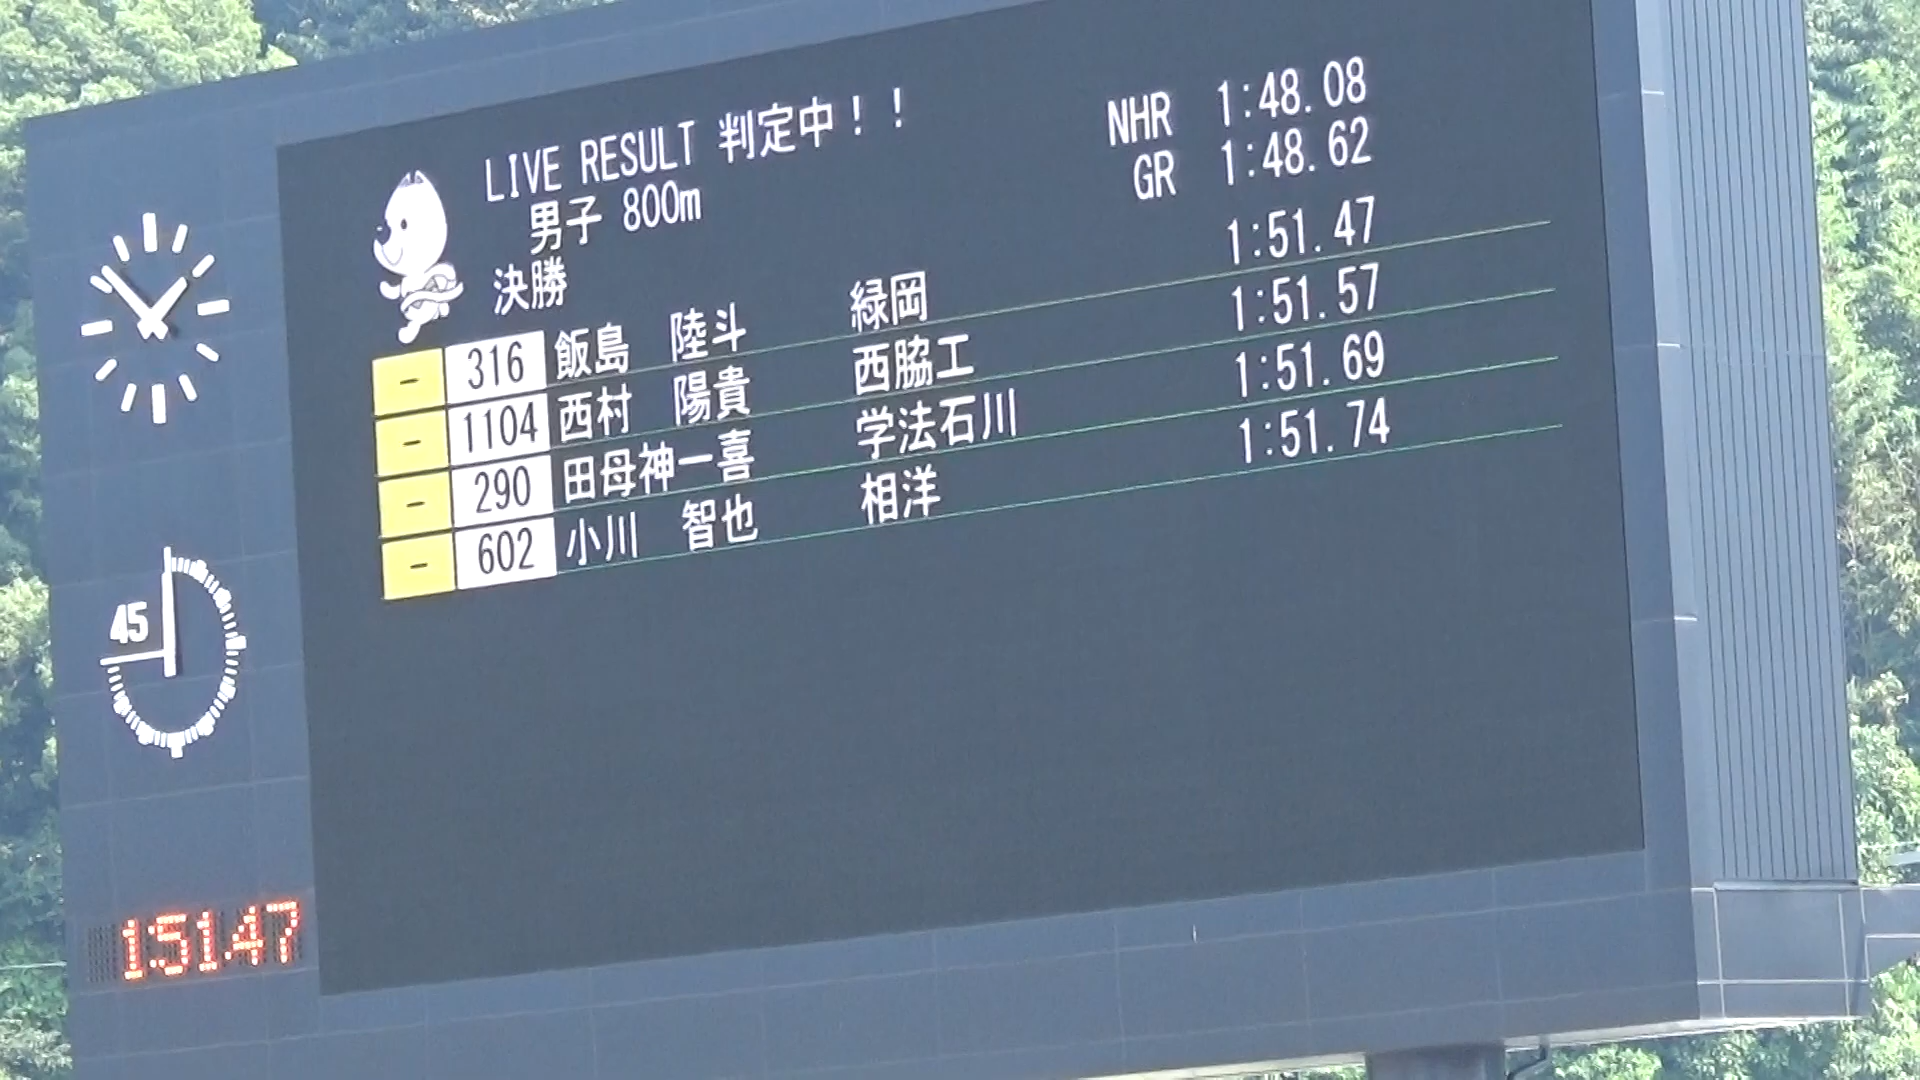 LIVE RESULT 判定中!!
男子 800m
決勝
NHR 1:48.08
GR 1:48.62
- 316 飯島 陸斗 緑岡 1:51.47
- 1104 西村 陽貴 西脇工 1:51.57
- 290 田母神一喜 学法石川 1:51.69
- 602 小川 智也 相洋 1:51.74
45
1:51.47